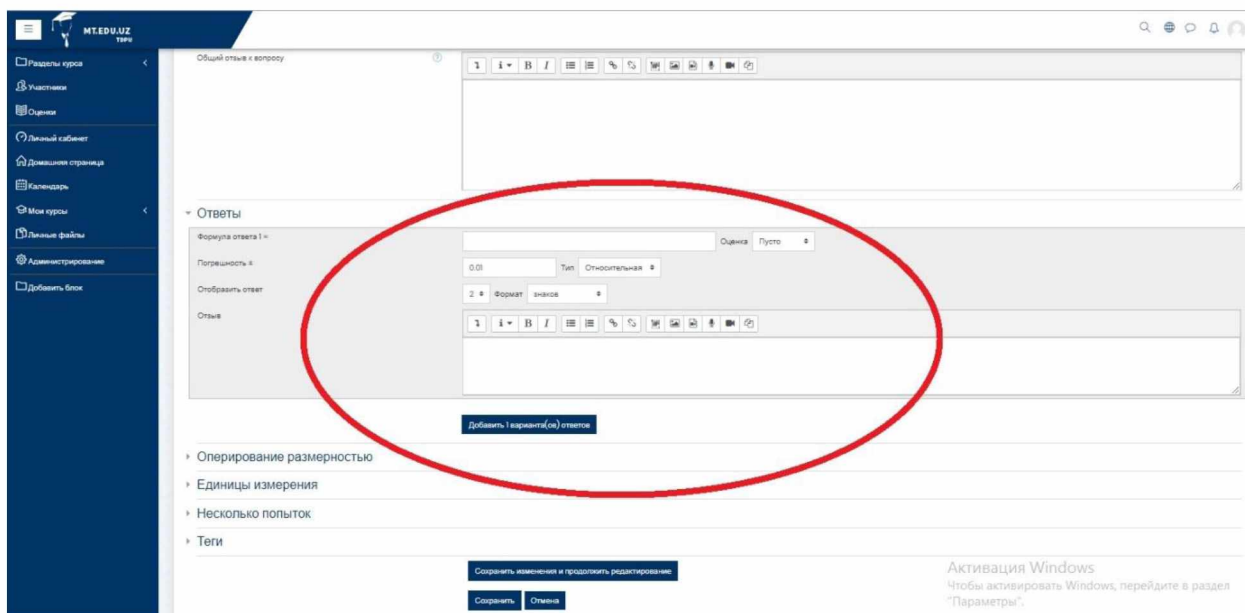 MT.EDU.UZ
TDPU
Разделы курса
Участники
Оценки
Личный кабинет
Домашняя страница
Календарь
Мои курсы
Личные файлы
Администрирование
Добавить блок
Общий отзыв к вопросу
Ответы
Формула ответа 1 =
Оценка Пусто
Погрешность ±
0.01 Тип Относительная
Отобразить ответ
2 Формат знаков
Отзыв
Добавить 1 варианта(ов) ответов
Оперирование размерностью
Единицы измерения
Несколько попыток
Теги
Сохранить изменения и продолжить редактирование
Сохранить Отмена
Активация Windows
Чтобы активировать Windows, перейдите в раздел
"Параметры".